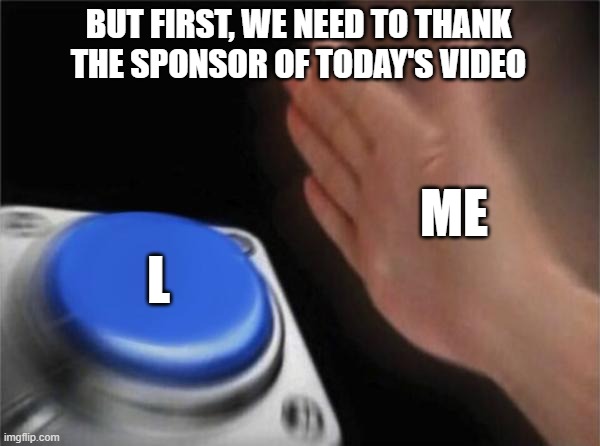 BUT FIRST, WE NEED TO THANK
THE SPONSOR OF TODAY'S VIDEO
ME
L
imgflip.com